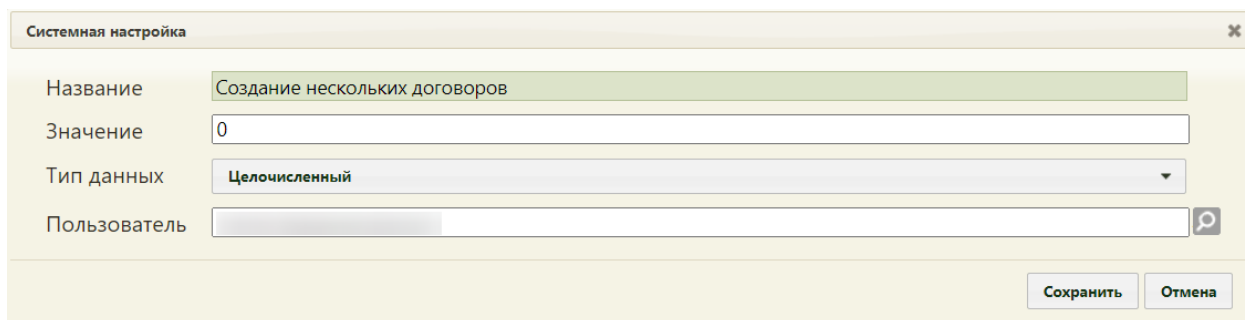 Системная настройка
Название Создание нескольких договоров
Значение 0
Тип данных Целочисленный
Пользователь
Сохранить Отмена